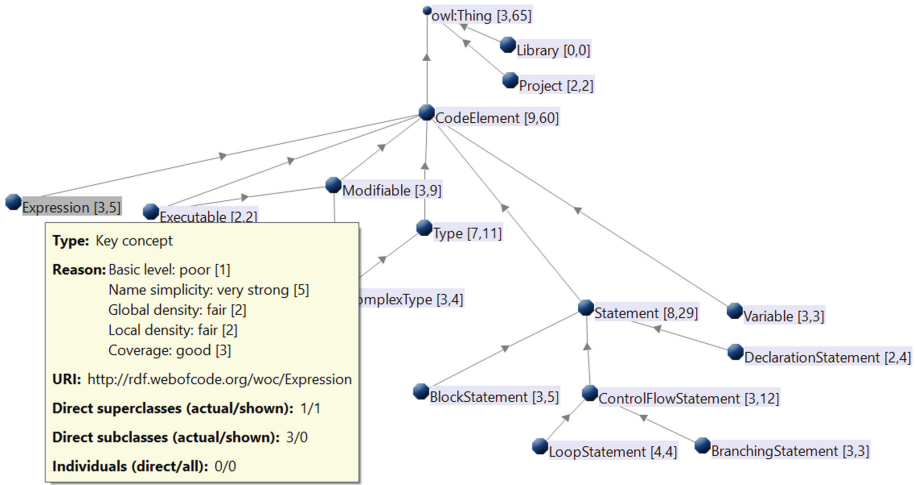 owl:Thing [3,65]
Library [0,0]
Project [2,2]
CodeElement [9,60]
Expression [3,5]
Executable [2,2]
Modifiable [3,9]
Type [7,11]
omplexType [3,4]
Statement [8,29]
Variable [3,3]
DeclarationStatement [2,4]
BlockStatement [3,5]
ControlFlowStatement [3,12]
LoopStatement [4,4]
BranchingStatement [3,3]
Type: Key concept
Reason: Basic level: poor [1]
Name simplicity: very strong [5]
Global density: fair [2]
Local density: fair [2]
Coverage: good [3]
URI: http://rdf.webofcode.org/woc/Expression
Direct superclasses (actual/shown): 1/1
Direct subclasses (actual/shown): 3/0
Individuals (direct/all): 0/0